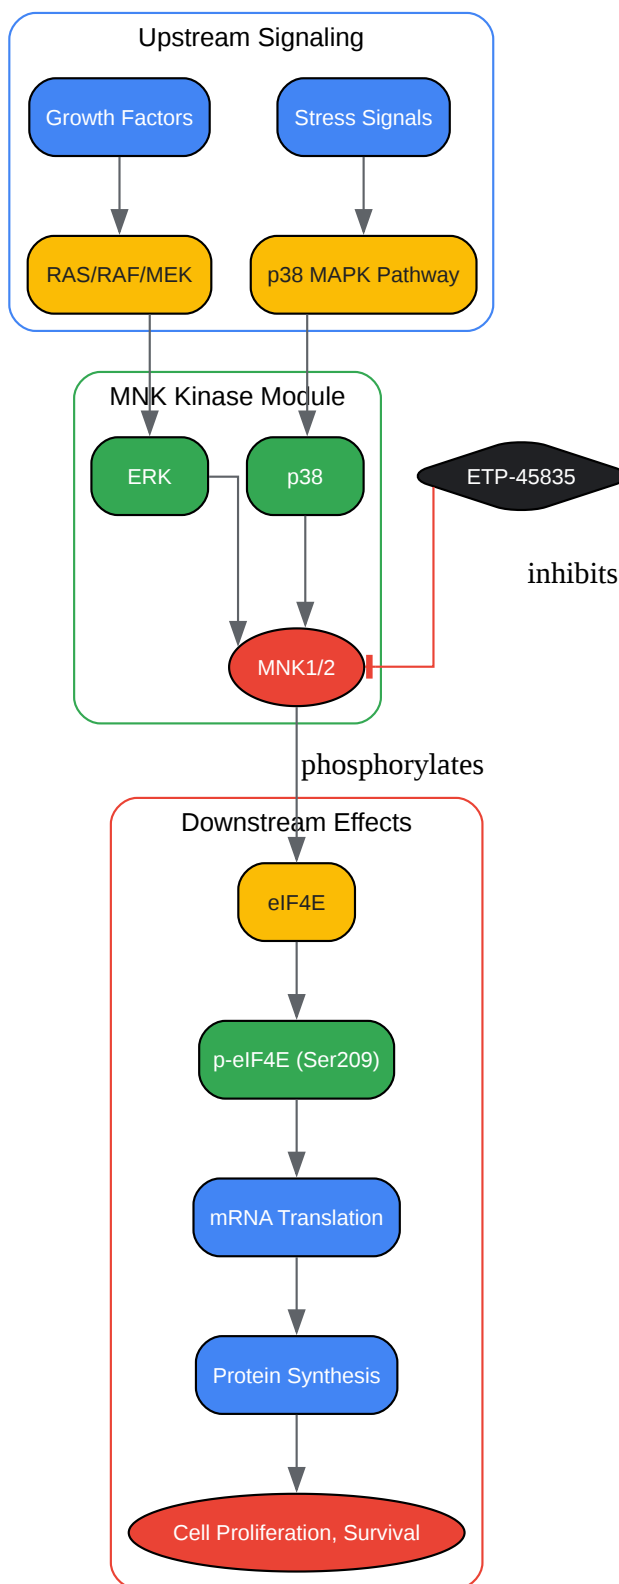 Upstream Signaling
Growth Factors
Stress Signals
RAS/RAF/MEK
p38 MAPK Pathway
MNK Kinase Module
ERK
p38
ETP-45835
inhibits
MNK1/2
phosphorylates
Downstream Effects
eIF4E
p-eIF4E (Ser209)
mRNA Translation
Protein Synthesis
Cell Proliferation, Survival